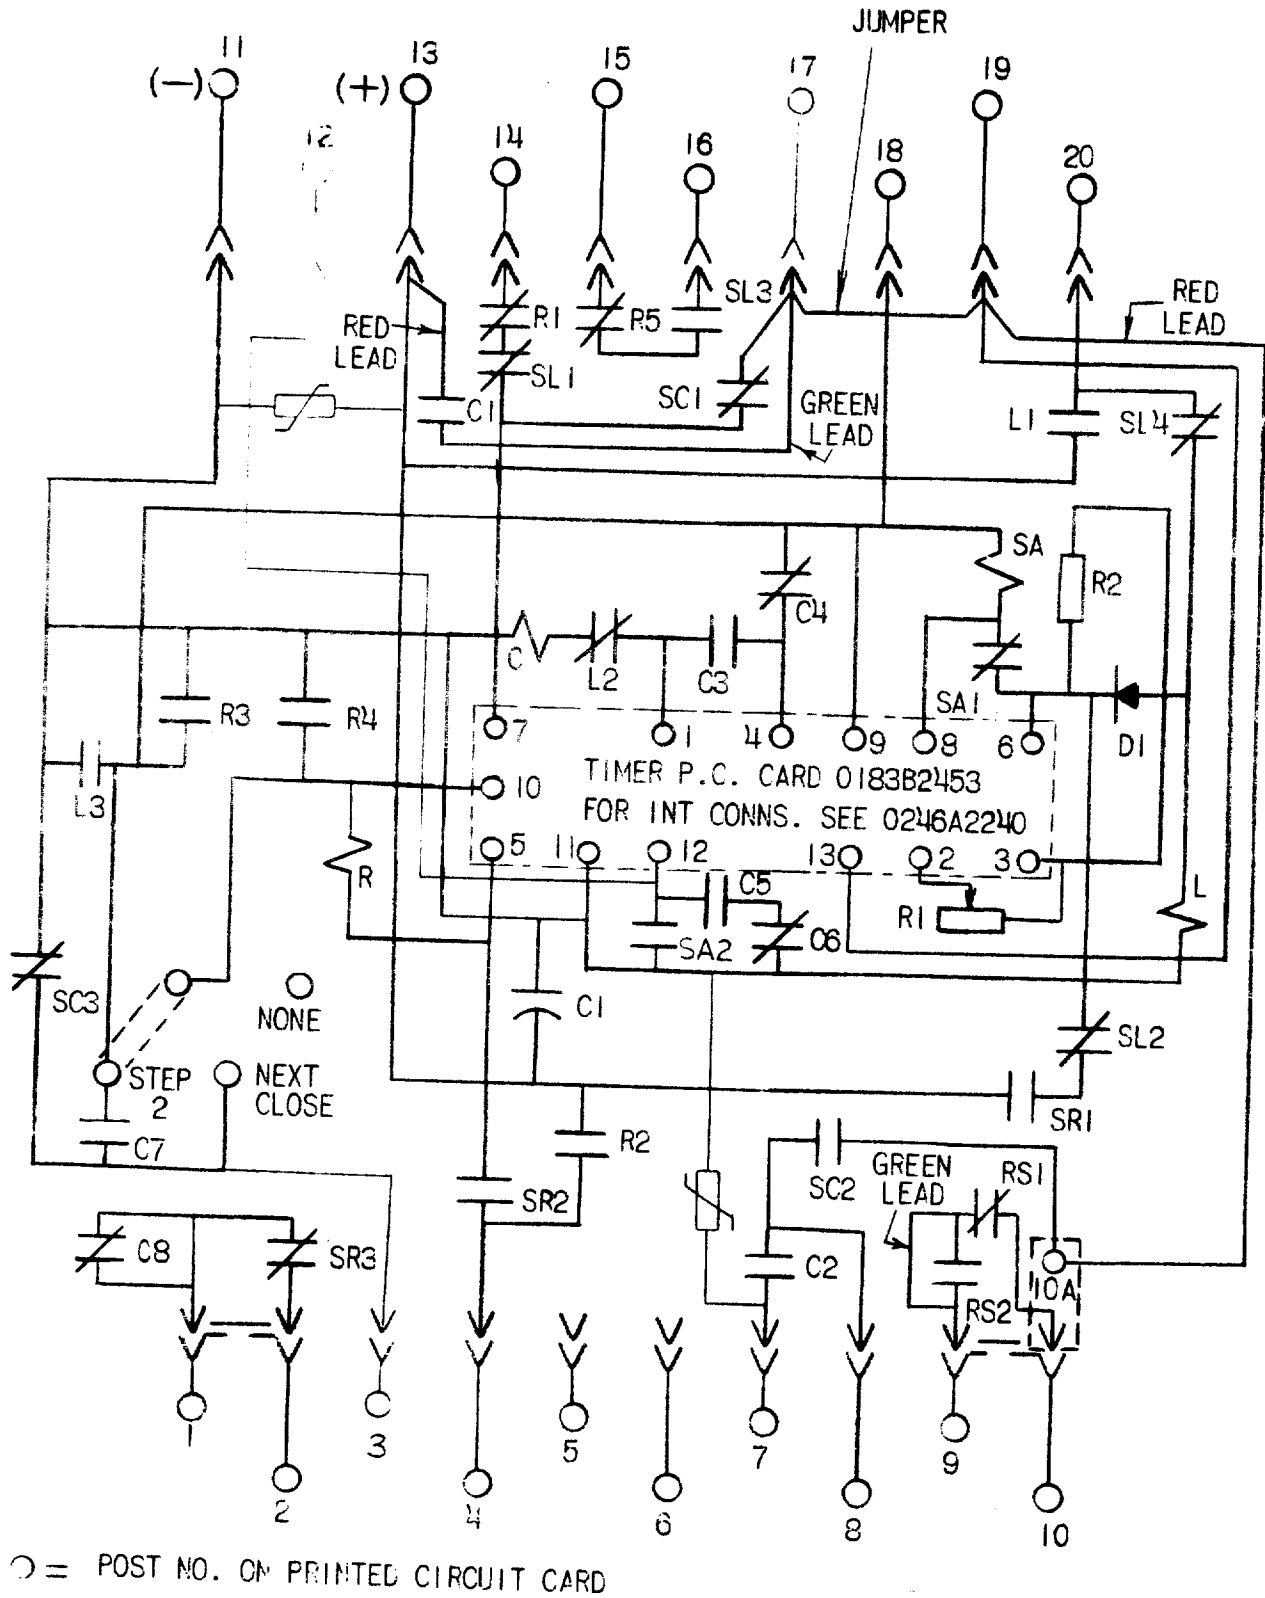 JUMPER
11
13
15
17
19
(—)
(+)
12
14
16
18
20
SL3
RED
LEAD
R1
R5
RED
LEAD
SL1
SC1
C1
GREEN
LEAD
L1
SL4
SA
R2
C4
C
L2
C3
SA1
R3
R4
D1
7
1
4
9
8
6
L3
10
TIMER P.C. CARD 0183B2453
FOR INT CONNS. SEE 0246A2240
5
11
12
13
2
3
R
C5
R1
L
SA2
C6
SC3
C1
NONE
SL2
STEP
2
NEXT
CLOSE
SR1
C7
R2
SC2
GREEN
LEAD
RS1
SR2
C8
SR3
C2
10A
RS2
1
3
5
7
9
2
4
6
8
10
= POST NO. ON PRINTED CIRCUIT CARD